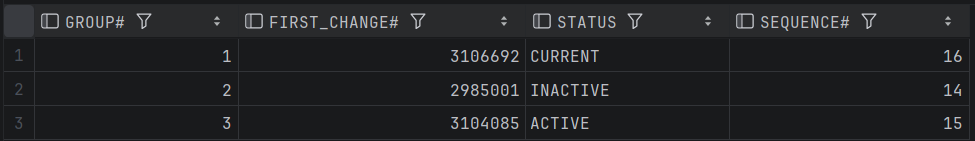 GROUP# FIRST_CHANGE# STATUS SEQUENCE#
1 1 3106692 CURRENT 16
2 2 2985001 INACTIVE 14
3 3 3104085 ACTIVE 15